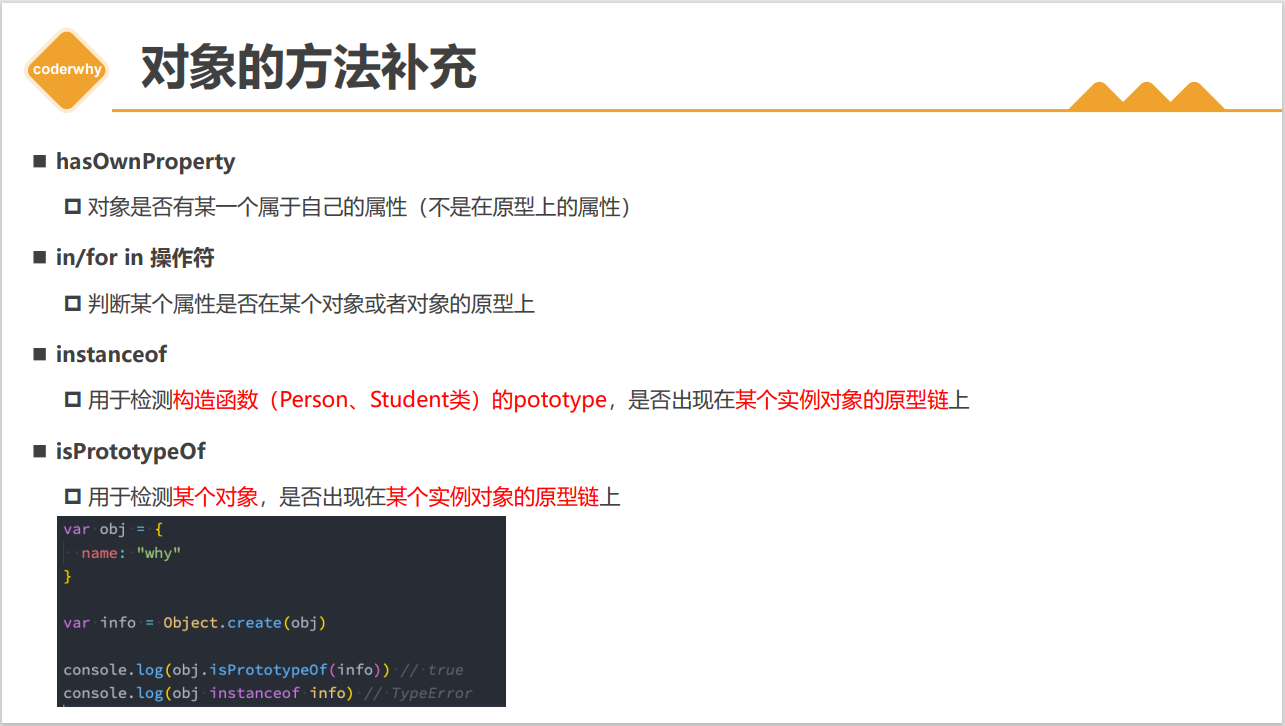 coderwhy
对象的方法补充
hasOwnProperty
对象是否有某一个属于自己的属性（不是在原型上的属性）
in/for in 操作符
判断某个属性是否在某个对象或者对象的原型上
instanceof
用于检测构造函数（Person、Student类）的pototype，是否出现在某个实例对象的原型链上
isPrototypeOf
用于检测某个对象，是否出现在某个实例对象的原型链上
var obj = {
  name: "why"
}
var info = Object.create(obj)
console.log(obj.isPrototypeOf(info)) // true
console.log(obj instanceof info) // TypeError